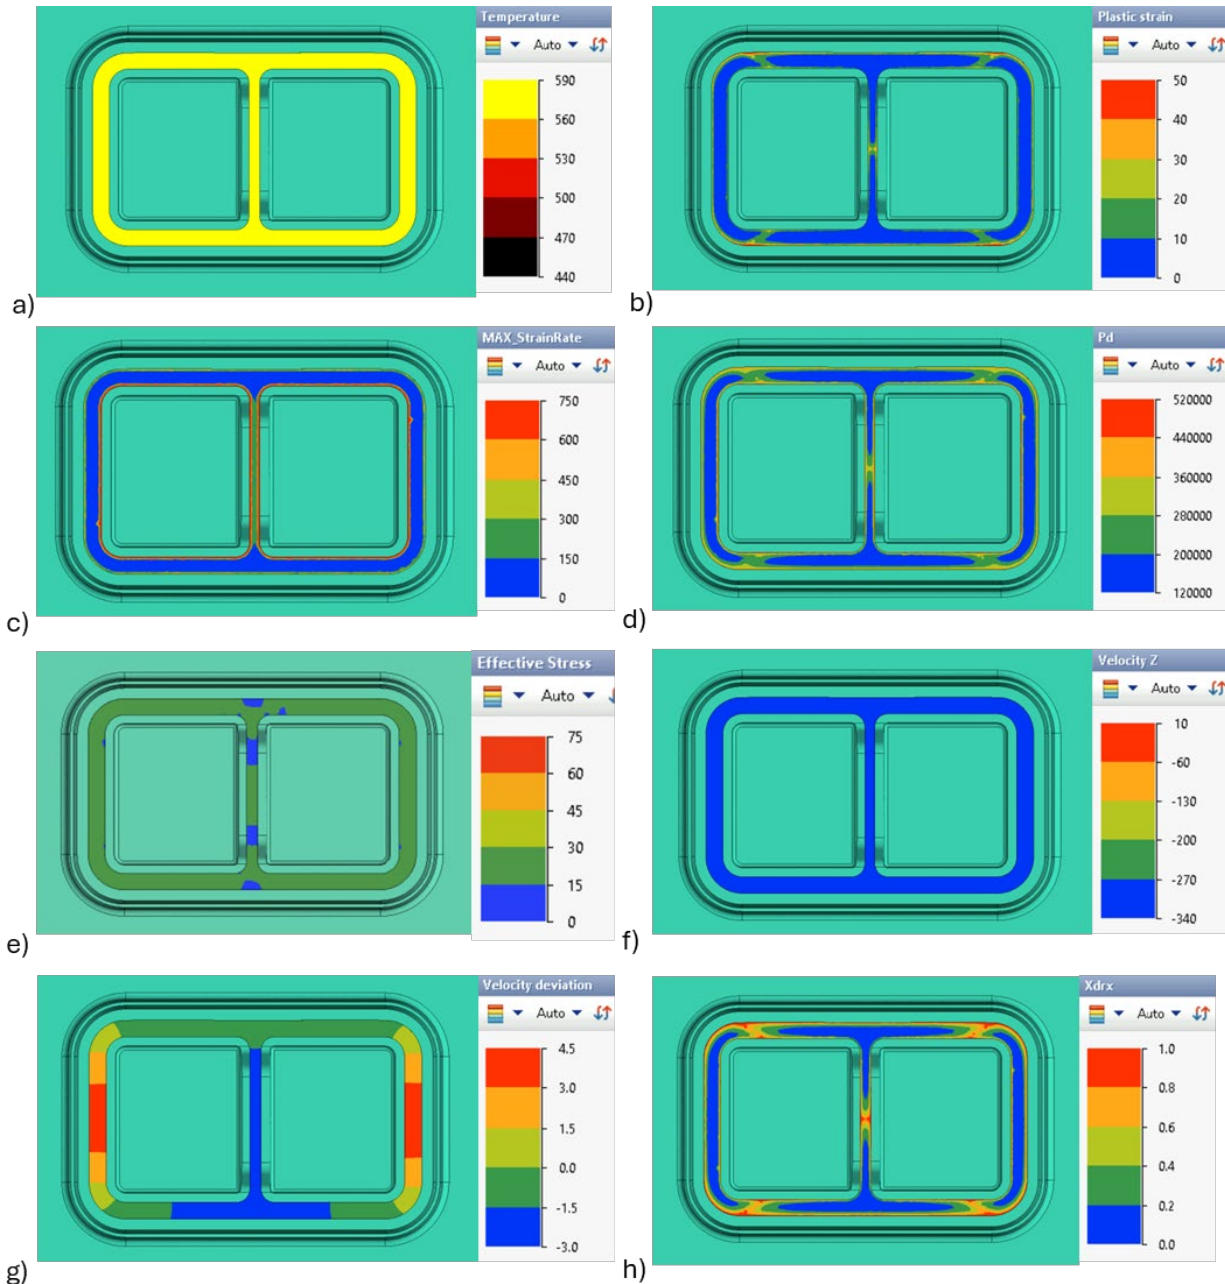 Temperature
Auto
590
560
530
500
470
440
a)
Plastic strain
Auto
50
40
30
20
10
0
b)
MAX_StrainRate
Auto
750
600
450
300
150
0
c)
Pd
Auto
520000
440000
360000
280000
200000
120000
d)
Effective Stress
Auto
75
60
45
30
15
0
e)
Velocity Z
Auto
10
-60
-130
-200
-270
-340
f)
Velocity deviation
Auto
4.5
3.0
1.5
0.0
-1.5
-3.0
g)
Xdrx
Auto
1.0
0.8
0.6
0.4
0.2
0.0
h)